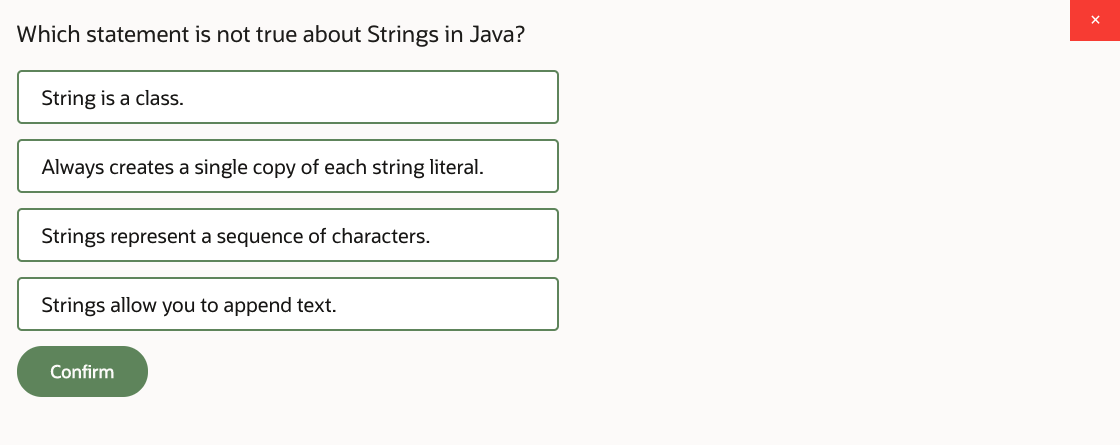 Which statement is not true about Strings in Java?
×
String is a class.
Always creates a single copy of each string literal.
Strings represent a sequence of characters.
Strings allow you to append text.
Confirm